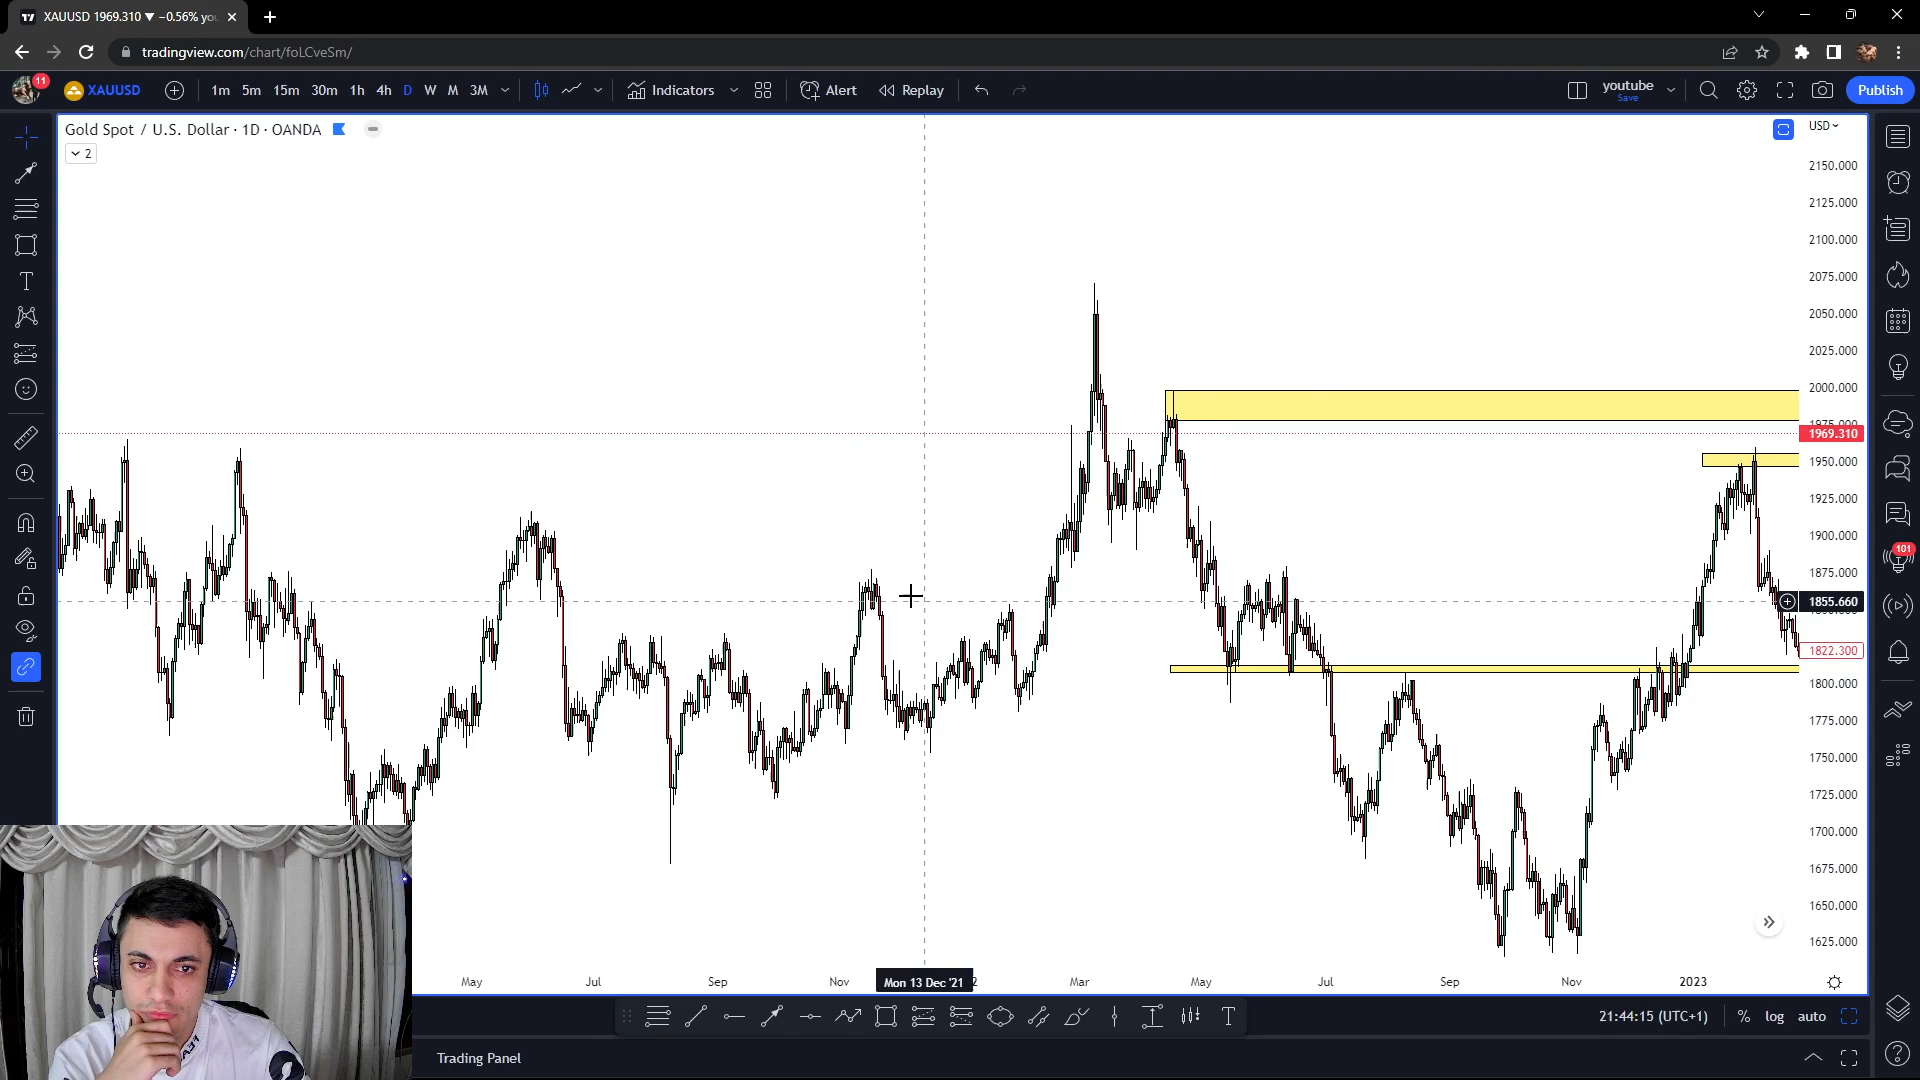 XAUUSD 1969.310 ▼ −0.56% yo
tradingview.com/chart/foLCveSm/
11
XAUUSD
1m 5m 15m 30m 1h 4h D W M 3M
Indicators
Alert
Replay
youtube
Save
Publish
Gold Spot / U.S. Dollar · 1D · OANDA
USD
2
2150.000
2125.000
2100.000
2075.000
2050.000
2025.000
2000.000
1969.310
1950.000
1925.000
1900.000
1875.000
1855.660
1822.300
1800.000
1775.000
1750.000
1725.000
1700.000
1675.000
1650.000
1625.000
101
May Jul Sep Nov Mon 13 Dec '21 2 Mar May Jul Sep Nov 2023
21:44:15 (UTC+1) % log auto
Trading Panel